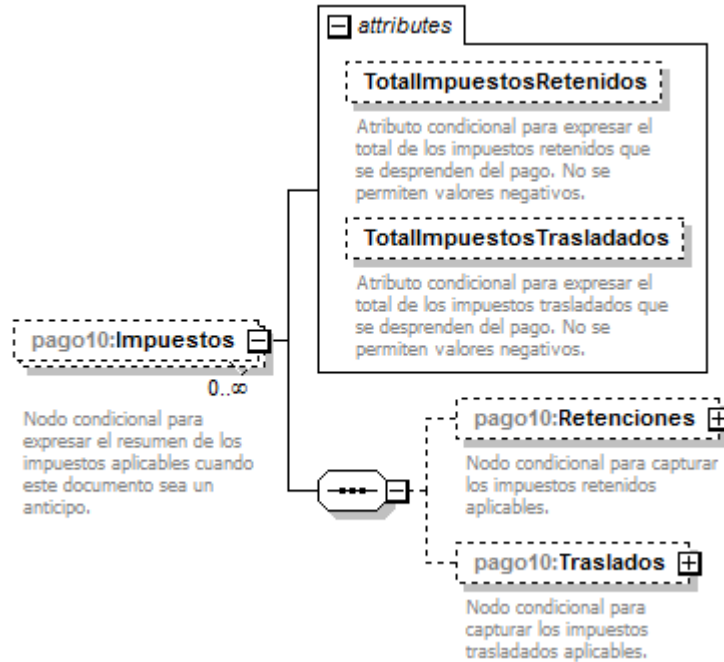 attributes
TotalImpuestosRetenidos
Atributo condicional para expresar el
total de los impuestos retenidos que
se desprenden del pago. No se
permiten valores negativos.
TotalImpuestosTrasladados
Atributo condicional para expresar el
total de los impuestos trasladados que
se desprenden del pago. No se
permiten valores negativos.
pago10:Impuestos
0..∞
Nodo condicional para
expresar el resumen de los
impuestos aplicables cuando
este documento sea un
anticipo.
pago10:Retenciones
Nodo condicional para capturar
los impuestos retenidos
aplicables.
pago10:Traslados
Nodo condicional para
capturar los impuestos
trasladados aplicables.